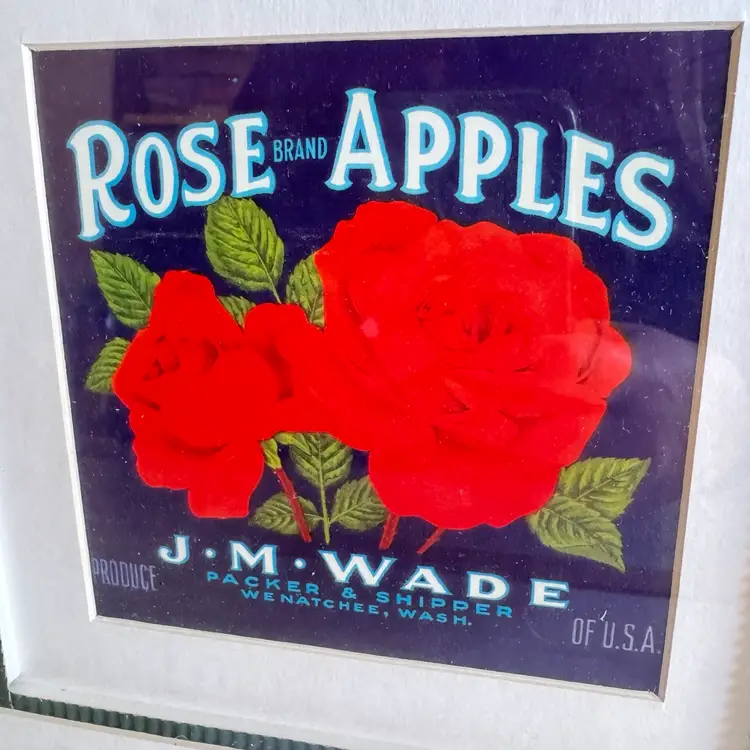 ROSE BRAND APPLES
J·M·WADE
PACKER & SHIPPER
WENATCHEE, WASH.
PRODUCE
OF U.S.A.